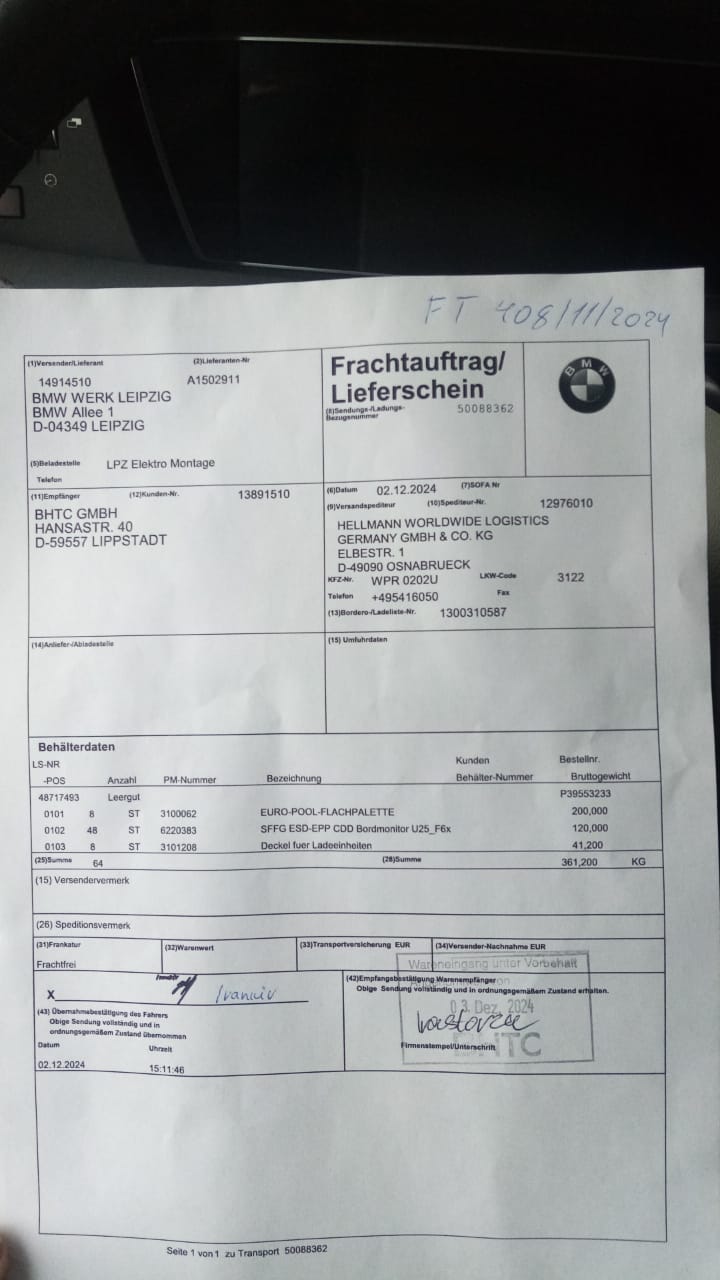 FT 408/11/2024
(1)Versender/Lieferant (2)Lieferanten-Nr
14914510 A1502911
BMW WERK LEIPZIG
BMW Allee 1
D-04349 LEIPZIG
(5)Beladestelle LPZ Elektro Montage
Telefon
Frachtauftrag/
Lieferschein
(8)Sendungs-/Ladungs-
Bezugsnummer 50088362
BMW
(11)Empfänger (12)Kunden-Nr. 13891510
BHTC GMBH
HANSASTR. 40
D-59557 LIPPSTADT
(6)Datum 02.12.2024 (7)SOFA Nr
(9)Versandspediteur (10)Spediteur-Nr. 12976010
HELLMANN WORLDWIDE LOGISTICS
GERMANY GMBH & CO. KG
ELBESTR. 1
D-49090 OSNABRUECK
KFZ-Nr. WPR 0202U LKW-Code 3122
Telefon +495416050 Fax
(13)Bordero-/Ladeliste-Nr. 1300310587
(14)Anliefer-/Abladestelle
(15) Umfuhrdaten
Behälterdaten
LS-NR Kunden Bestellnr.
-POS Anzahl PM-Nummer Bezeichnung Behälter-Nummer Bruttogewicht
48717493 Leergut P39553233
0101 8 ST 3100062 EURO-POOL-FLACHPALETTE 200,000
0102 48 ST 6220383 SFFG ESD-EPP CDD Bordmonitor U25_F6x 120,000
0103 8 ST 3101208 Deckel fuer Ladeeinheiten 41,200
(25)Summe 64 (28)Summe 361,200 KG
(15) Versendervermerk
(26) Speditionsvermerk
(31)Frankatur (32)Warenwert (33)Transportversicherung EUR (34)Versender-Nachnahme EUR
Frachtfrei
X
(43) Übernahmebestätigung des Fahrers
Obige Sendung vollständig und in
ordnungsgemäßem Zustand übernommen
Datum Uhrzeit
02.12.2024 15:11:46
Wareneingang unter Vorbehalt
(42)Empfangsbestätigung Warenempfänger
Obige Sendung vollständig und in ordnungsgemäßem Zustand erhalten.
03. Dez. 2024
Firmenstempel/Unterschrift
BHTC
Seite 1 von 1 zu Transport 50088362